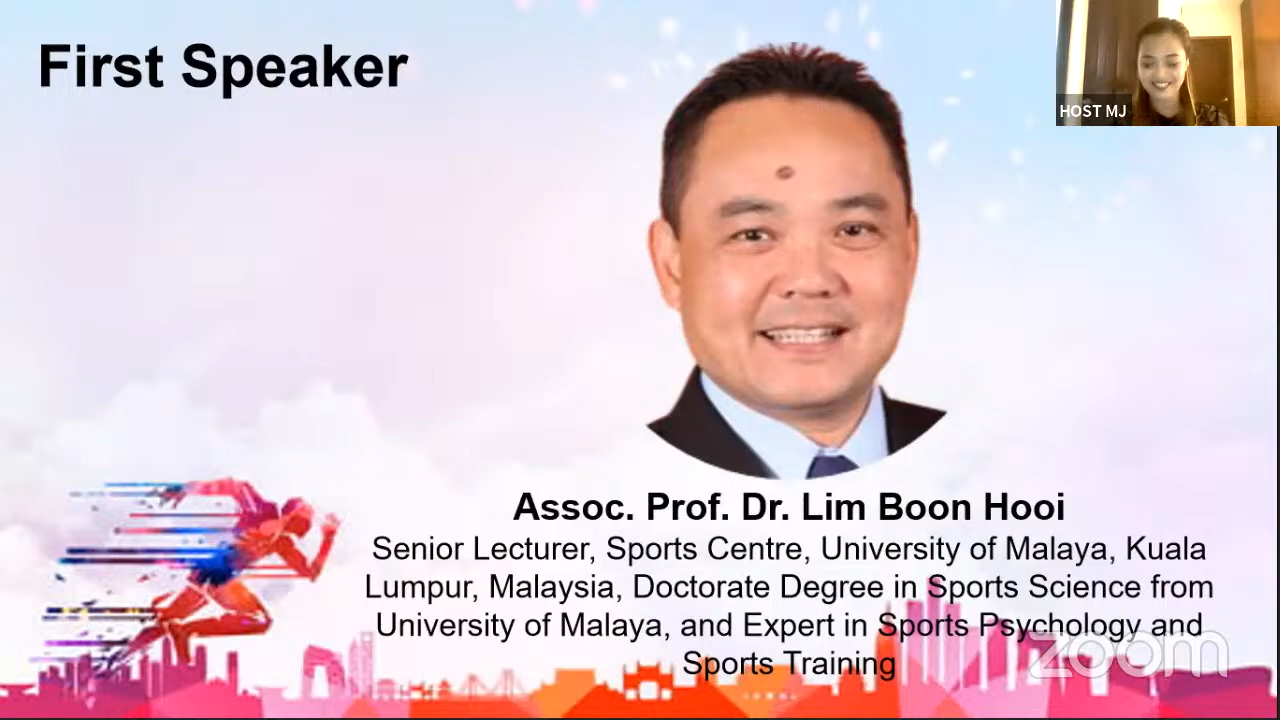 First Speaker
HOST MJ
Assoc. Prof. Dr. Lim Boon Hooi
Senior Lecturer, Sports Centre, University of Malaya, Kuala
Lumpur, Malaysia, Doctorate Degree in Sports Science from
University of Malaya, and Expert in Sports Psychology and
Sports Training
zoom